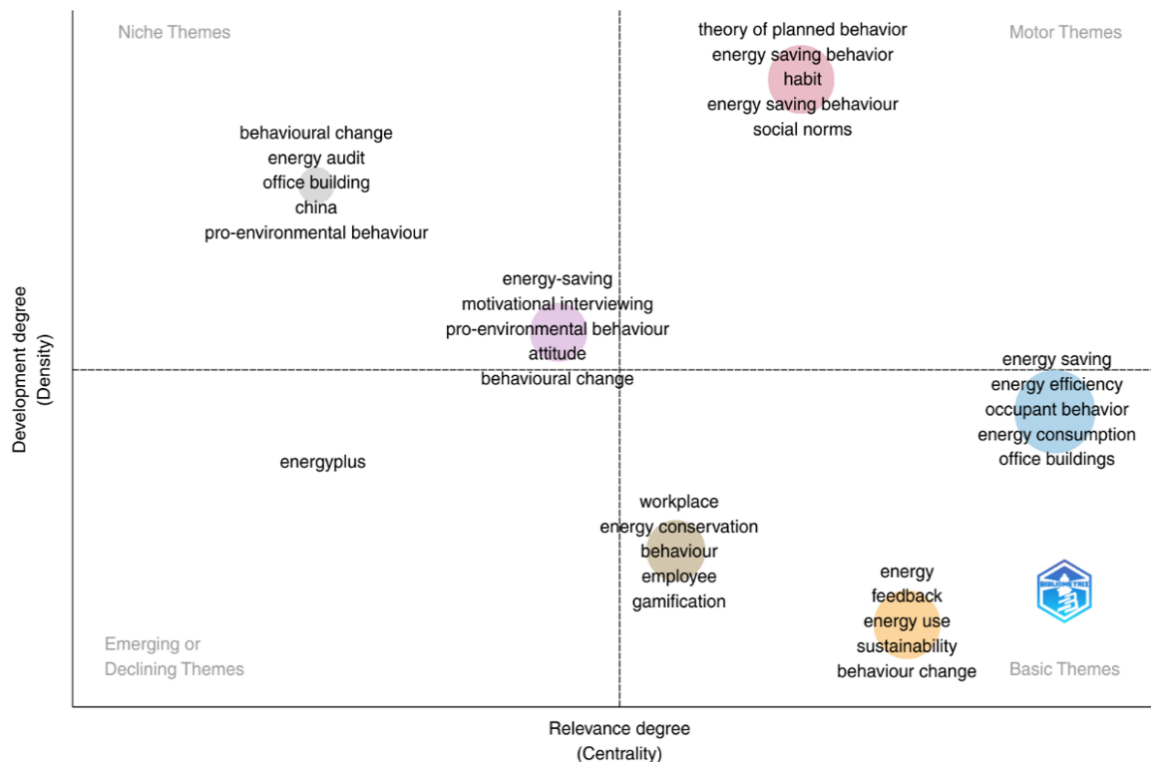 Niche Themes
Motor Themes
theory of planned behavior
energy saving behavior
habit
energy saving behaviour
social norms
behavioural change
energy audit
office building
china
pro-environmental behaviour
energy-saving
motivational interviewing
pro-environmental behaviour
attitude
behavioural change
energy saving
energy efficiency
occupant behavior
energy consumption
office buildings
energyplus
workplace
energy conservation
behaviour
employee
gamification
energy
feedback
energy use
sustainability
behaviour change
BIBLIOMETRIX
Emerging or
Declining Themes
Basic Themes
Development degree
(Density)
Relevance degree
(Centrality)